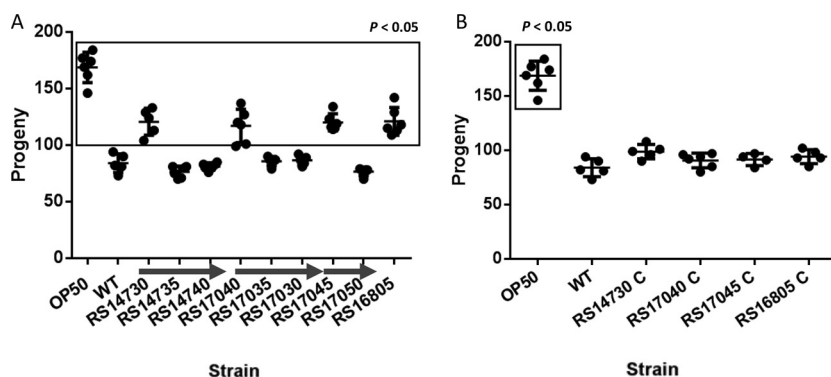 A
P < 0.05
200
150
100
50
0
Progeny
OP50
WT
RS14730
RS14735
RS14740
RS17040
RS17035
RS17030
RS17045
RS17050
RS16805
Strain
B
P < 0.05
200
150
100
50
0
Progeny
OP50
WT
RS14730 C
RS17040 C
RS17045 C
RS16805 C
Strain